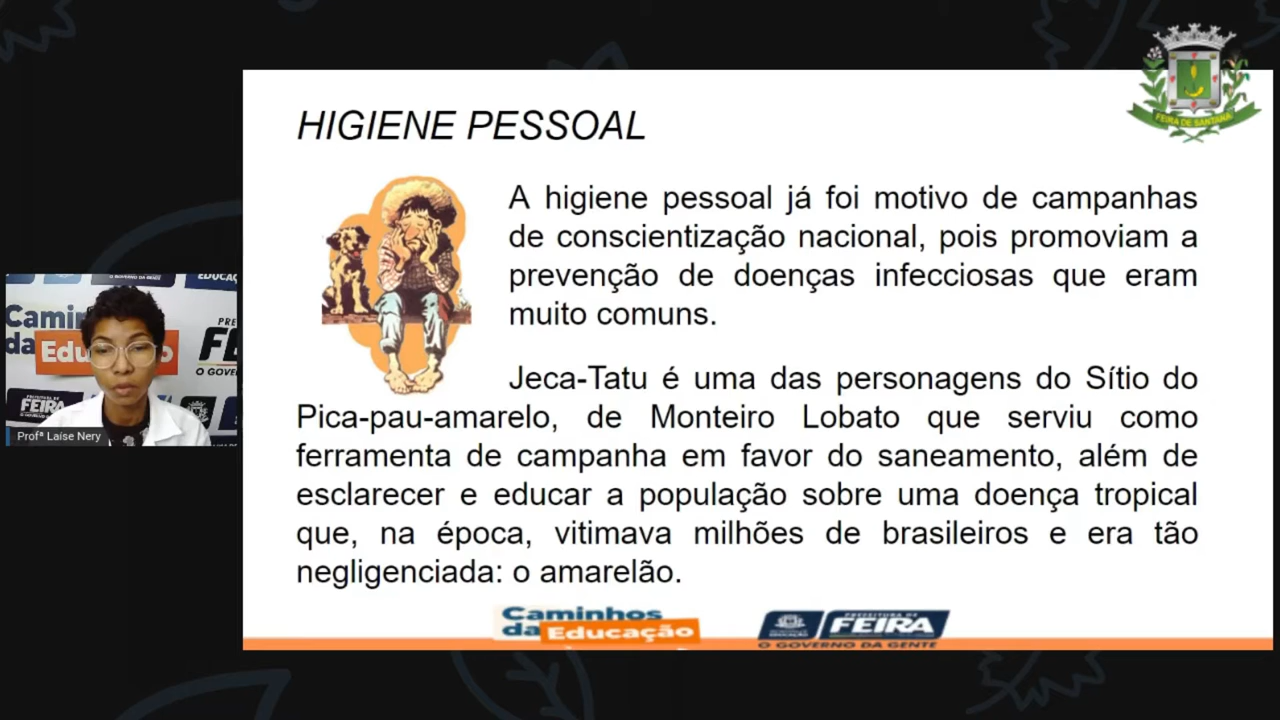 FEIRA DE SANTANA
HIGIENE PESSOAL
A higiene pessoal já foi motivo de campanhas
de conscientização nacional, pois promoviam a
prevenção de doenças infecciosas que eram
muito comuns.
Jeca-Tatu é uma das personagens do Sítio do
Pica-pau-amarelo, de Monteiro Lobato que serviu como
ferramenta de campanha em favor do saneamento, além de
esclarecer e educar a população sobre uma doença tropical
que, na época, vitimava milhões de brasileiros e era tão
negligenciada: o amarelão.
Profª Laíse Nery
Caminhos
da Educação
PREFEITURA DE
FEIRA
O GOVERNO DA GENTE